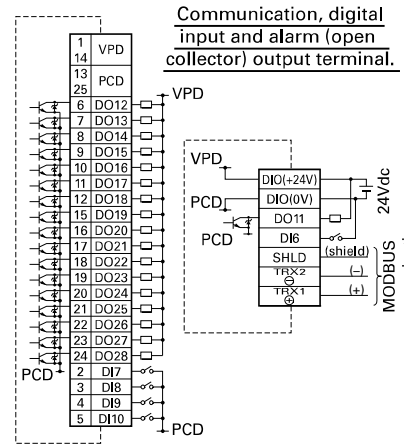 Communication, digital
input and alarm (open
collector) output terminal.
1
14
VPD
13
25
PCD
VPD
6 DO12
7 DO13
8 DO14
9 DO15
10 DO16
11 DO17
12 DO18
15 DO19
16 DO20
17 DO21
18 DO22
19 DO23
20 DO24
21 DO25
22 DO26
23 DO27
24 DO28
PCD
2 DI7
3 DI8
4 DI9
5 DI10
PCD
VPD
DIO(+24V)
PCD
DIO(0V)
24Vdc
DO11
PCD
DI6
SHLD (shield)
TRX2 ⊖ (−)
TRX1 ⊕ (+)
MODBUS